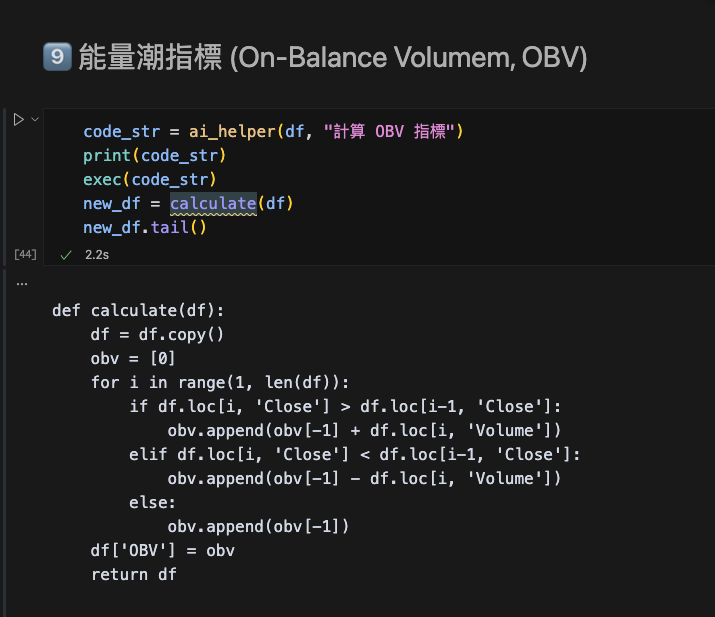 9 能量潮指標 (On-Balance Volumem, OBV)
code_str = ai_helper(df, "計算 OBV 指標")
print(code_str)
exec(code_str)
new_df = calculate(df)
new_df.tail()
[44]
2.2s
...
def calculate(df):
    df = df.copy()
    obv = [0]
    for i in range(1, len(df)):
        if df.loc[i, 'Close'] > df.loc[i-1, 'Close']:
            obv.append(obv[-1] + df.loc[i, 'Volume'])
        elif df.loc[i, 'Close'] < df.loc[i-1, 'Close']:
            obv.append(obv[-1] - df.loc[i, 'Volume'])
        else:
            obv.append(obv[-1])
    df['OBV'] = obv
    return df